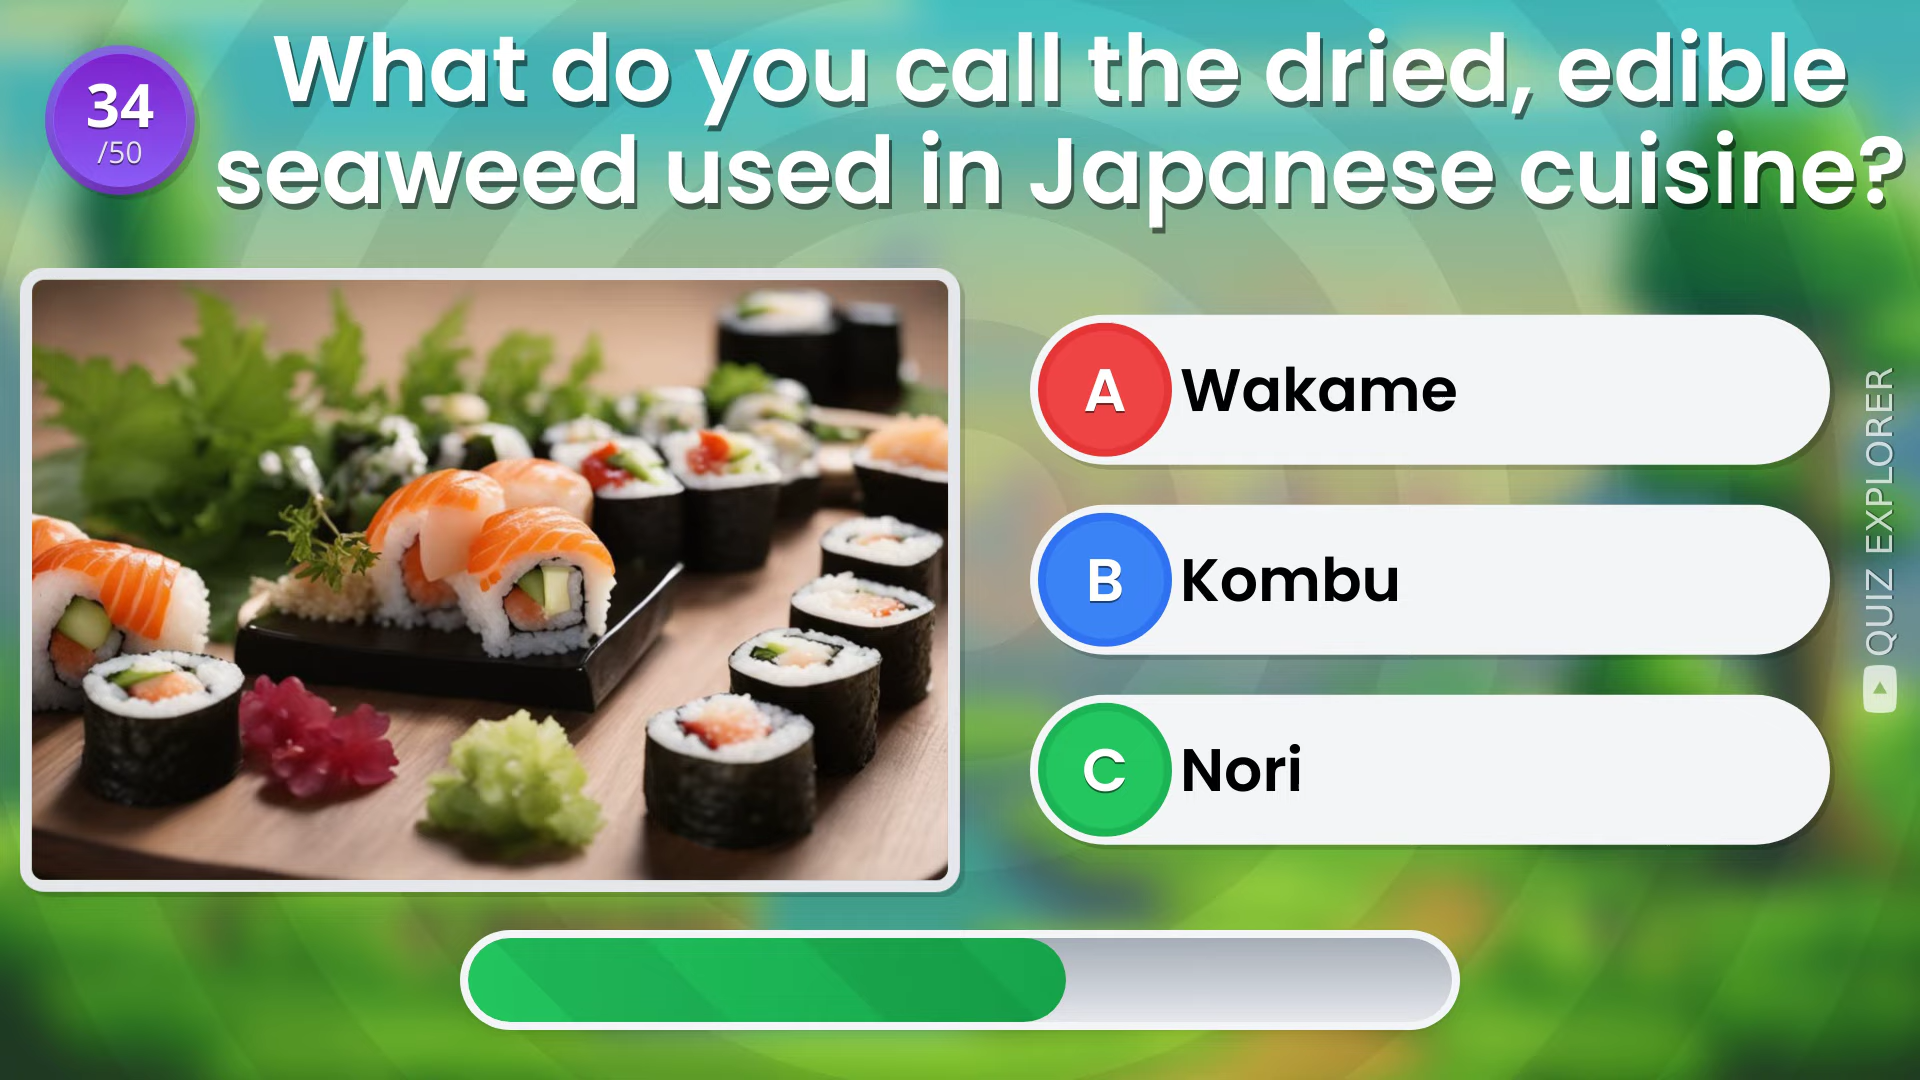 34
/50
What do you call the dried, edible
seaweed used in Japanese cuisine?
A Wakame
B Kombu
C Nori
QUIZ EXPLORER